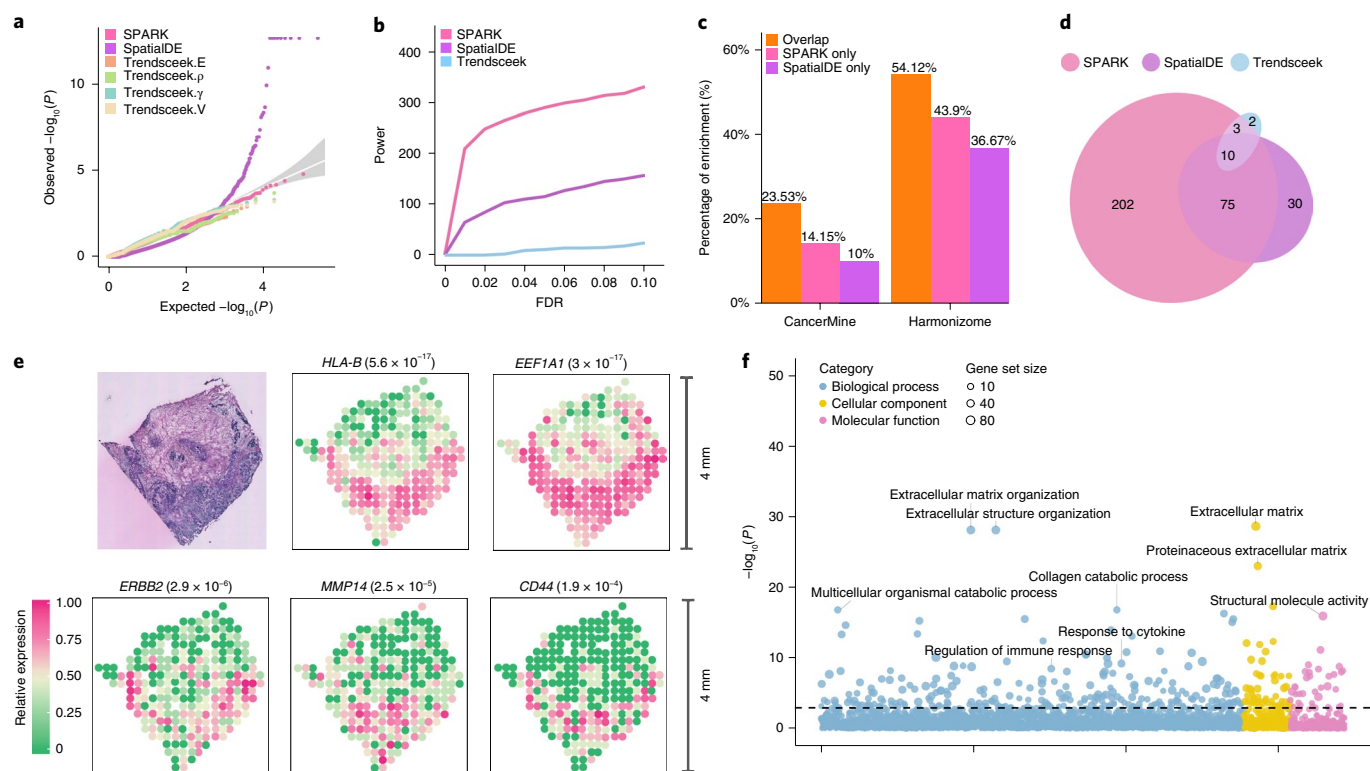 a
SPARK
SpatialDE
Trendsceek.E
Trendsceek.ρ
Trendsceek.γ
Trendsceek.V
10
5
0
Observed −log10(P)
0
2
4
Expected −log10(P)
b
SPARK
SpatialDE
Trendsceek
400
300
200
100
0
Power
0
0.02
0.04
0.06
0.08
0.10
FDR
c
Overlap
SPARK only
SpatialDE only
60%
40%
20%
0%
Percentage of enrichment (%)
23.53%
14.15%
10%
54.12%
43.9%
36.67%
CancerMine
Harmonizome
d
SPARK
SpatialDE
Trendsceek
3
2
10
202
75
30
e
HLA-B (5.6 × 10−17)
EEF1A1 (3 × 10−17)
4 mm
ERBB2 (2.9 × 10−6)
MMP14 (2.5 × 10−5)
CD44 (1.9 × 10−4)
4 mm
Relative expression
1.00
0.75
0.50
0.25
0
f
Category
Biological process
Cellular component
Molecular function
Gene set size
10
40
80
50
40
30
20
10
0
−log10(P)
Extracellular matrix organization
Extracellular structure organization
Extracellular matrix
Proteinaceous extracellular matrix
Collagen catabolic process
Multicellular organismal catabolic process
Structural molecule activity
Response to cytokine
Regulation of immune response